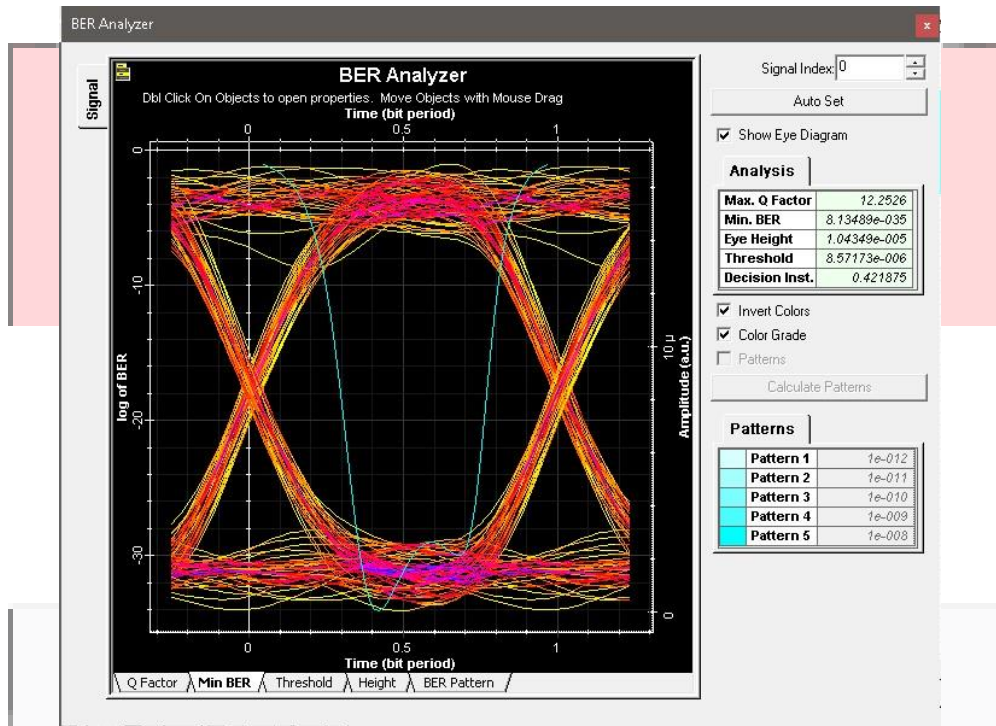 BER Analyzer
Signal
BER Analyzer
Dbl Click On Objects to open properties. Move Objects with Mouse Drag
Time (bit period)
0 0.5 1
0
-10
-20
-30
log of BER
10 µ
0
Amplitude (a.u.)
0 0.5 1
Time (bit period)
Q Factor Min BER Threshold Height BER Pattern
Signal Index: 0
Auto Set
Show Eye Diagram
Analysis
Max. Q Factor 12.2526
Min. BER 8.13489e-035
Eye Height 1.04349e-005
Threshold 8.57173e-006
Decision Inst. 0.421875
Invert Colors
Color Grade
Patterns
Calculate Patterns
Patterns
Pattern 1 1e-012
Pattern 2 1e-011
Pattern 3 1e-010
Pattern 4 1e-009
Pattern 5 1e-008